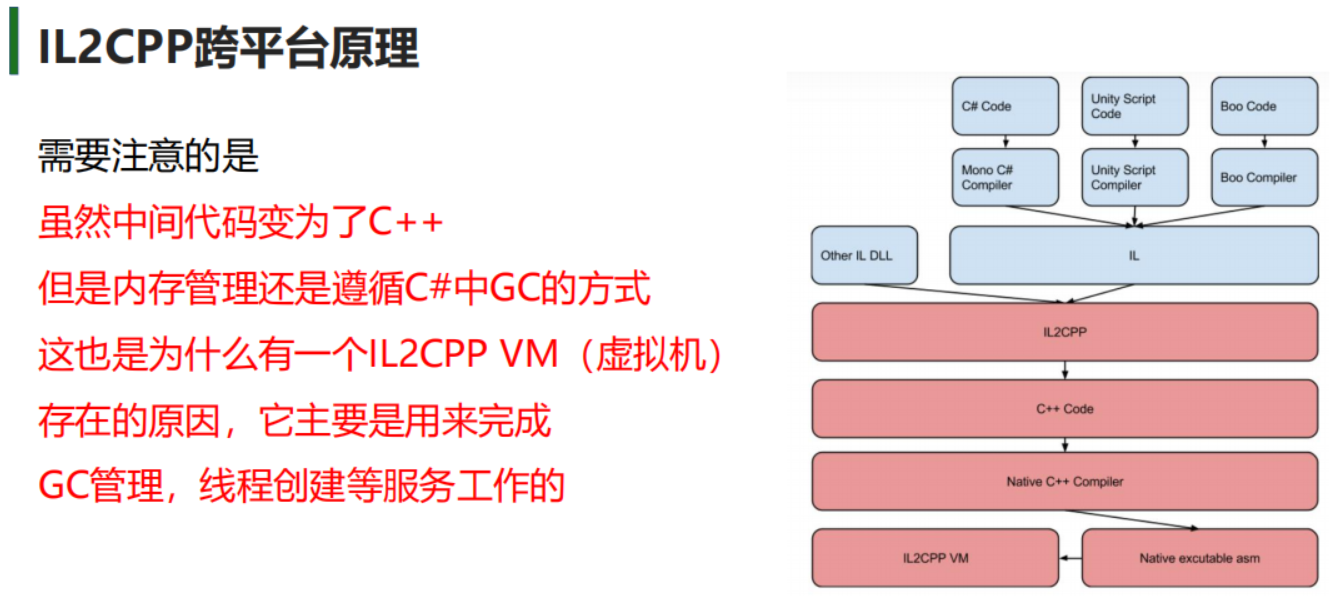 IL2CPP跨平台原理
需要注意的是
虽然中间代码变为了C++
但是内存管理还是遵循C#中GC的方式
这也是为什么有一个IL2CPP VM（虚拟机）
存在的原因，它主要是用来完成
GC管理，线程创建等服务工作的
C# Code
Unity Script
Code
Boo Code
Mono C#
Compiler
Unity Script
Compiler
Boo Compiler
Other IL DLL
IL
IL2CPP
C++ Code
Native C++ Compiler
IL2CPP VM
Native excutable asm